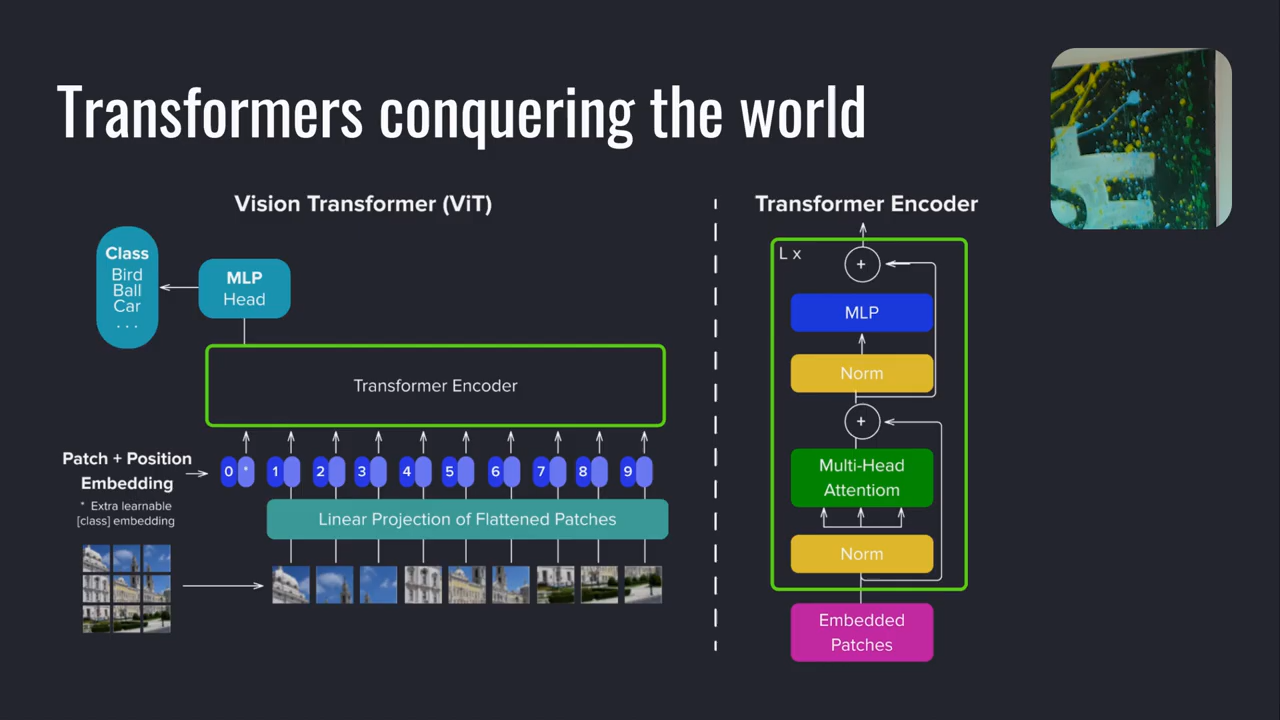 Transformers conquering the world
Vision Transformer (ViT)
Class
Bird
Ball
Car
. . .
MLP
Head
Transformer Encoder
Patch + Position
Embedding
* Extra learnable
[class] embedding
0 *
1
2
3
4
5
6
7
8
9
Linear Projection of Flattened Patches
Transformer Encoder
L x
+
MLP
Norm
+
Multi-Head
Attentiom
Norm
Embedded
Patches